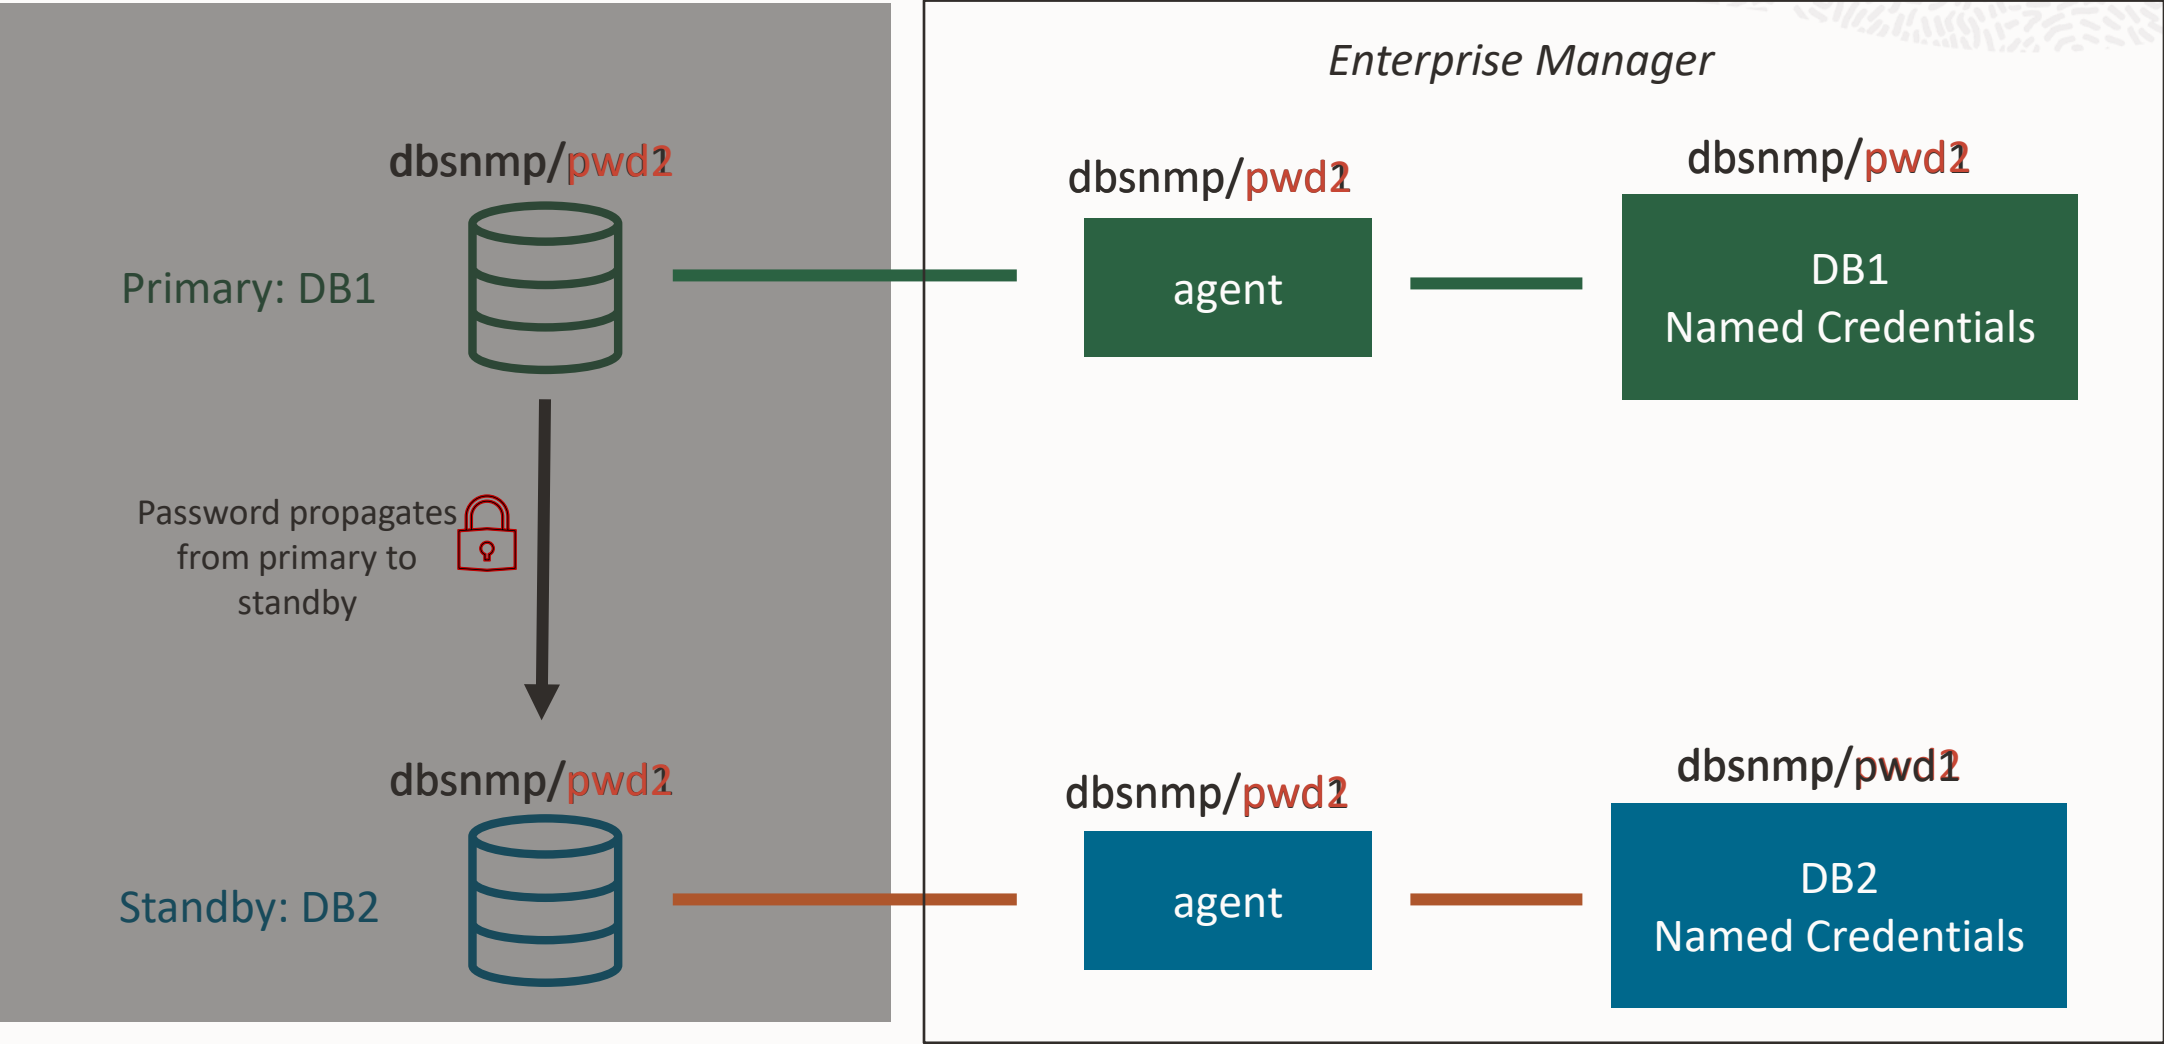 Enterprise Manager
dbsnmp/pwd2
dbsnmp/pwd2
dbsnmp/pwd2
Primary: DB1
agent
DB1
Named Credentials
Password propagates
from primary to
standby
dbsnmp/pwd2
dbsnmp/pwd2
dbsnmp/pwd1
Standby: DB2
agent
DB2
Named Credentials